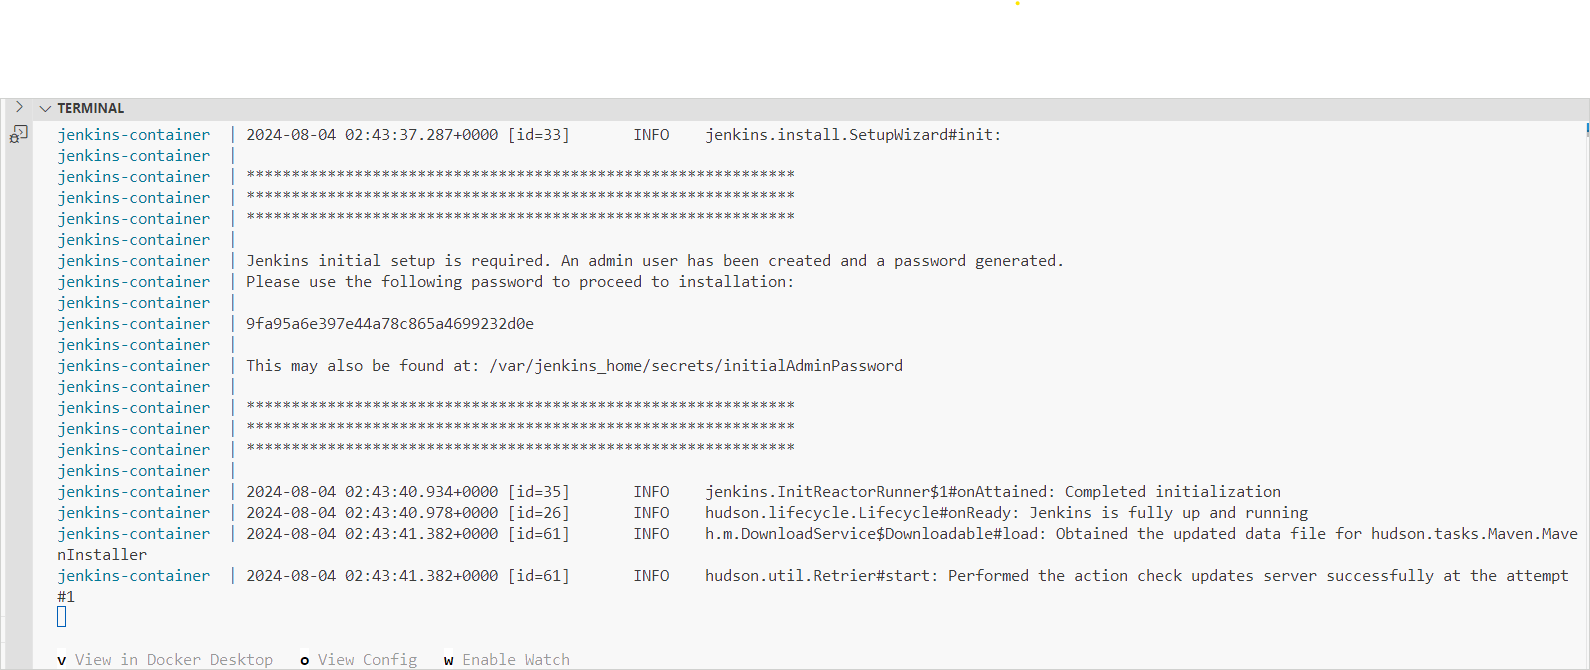 TERMINAL
jenkins-container | 2024-08-04 02:43:37.287+0000 [id=33] INFO jenkins.install.SetupWizard#init:
jenkins-container |
jenkins-container | *************************************************************
jenkins-container | *************************************************************
jenkins-container | *************************************************************
jenkins-container |
jenkins-container | Jenkins initial setup is required. An admin user has been created and a password generated.
jenkins-container | Please use the following password to proceed to installation:
jenkins-container |
jenkins-container | 9fa95a6e397e44a78c865a4699232d0e
jenkins-container |
jenkins-container | This may also be found at: /var/jenkins_home/secrets/initialAdminPassword
jenkins-container |
jenkins-container | *************************************************************
jenkins-container | *************************************************************
jenkins-container | *************************************************************
jenkins-container |
jenkins-container | 2024-08-04 02:43:40.934+0000 [id=35] INFO jenkins.InitReactorRunner$1#onAttained: Completed initialization
jenkins-container | 2024-08-04 02:43:40.978+0000 [id=26] INFO hudson.lifecycle.Lifecycle#onReady: Jenkins is fully up and running
jenkins-container | 2024-08-04 02:43:41.382+0000 [id=61] INFO h.m.DownloadService$Downloadable#load: Obtained the updated data file for hudson.tasks.Maven.Mave
nInstaller
jenkins-container | 2024-08-04 02:43:41.382+0000 [id=61] INFO hudson.util.Retrier#start: Performed the action check updates server successfully at the attempt
#1
v View in Docker Desktop o View Config w Enable Watch